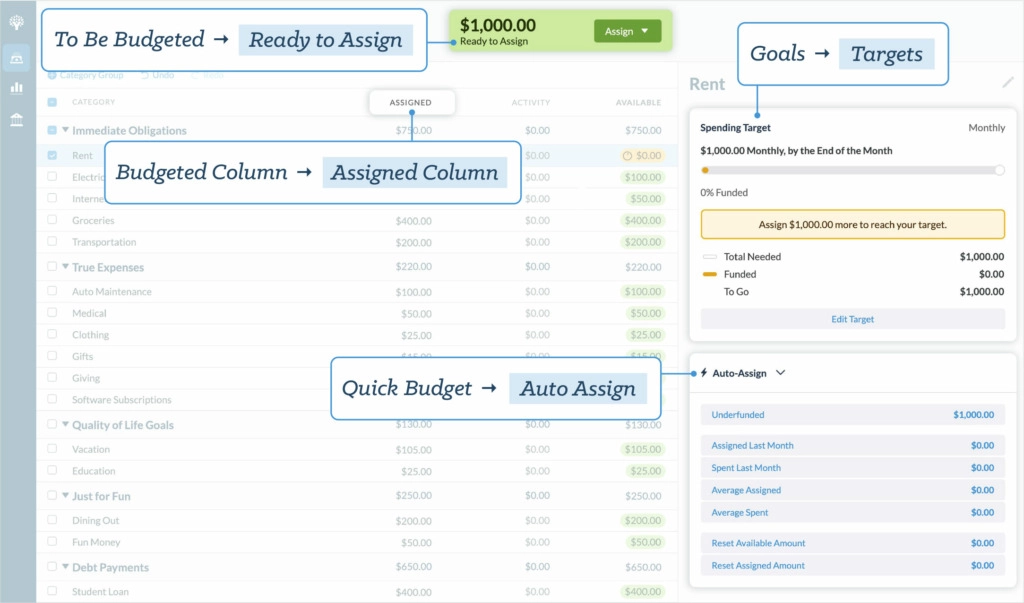 To Be Budgeted → Ready to Assign
$1,000.00
Ready to Assign
Assign
Goals → Targets
Category Group Undo
Rent
CATEGORY ASSIGNED ACTIVITY AVAILABLE
Immediate Obligations $750.00 $0.00 $750.00
Rent $0.00 $0.00
Budgeted Column → Assigned Column
$100.00
$50.00
Groceries $400.00 $0.00 $400.00
Transportation $200.00 $0.00 $200.00
True Expenses $220.00 $0.00 $220.00
Auto Maintenance $100.00 $0.00 $100.00
Medical $50.00 $0.00 $50.00
Clothing $25.00 $0.00 $25.00
Gifts $15.00 $0.00 $15.00
Giving
Software Subscriptions
Quick Budget → Auto Assign
Quality of Life Goals $130.00 $0.00 $130.00
Vacation $105.00 $0.00 $105.00
Education $25.00 $0.00 $25.00
Just for Fun $250.00 $0.00 $250.00
Dining Out $200.00 $0.00 $200.00
Fun Money $50.00 $0.00 $50.00
Debt Payments $650.00 $0.00 $650.00
Student Loan $400.00 $0.00 $400.00
Spending Target Monthly
$1,000.00 Monthly, by the End of the Month
0% Funded
Assign $1,000.00 more to reach your target.
Total Needed $1,000.00
Funded $0.00
To Go $1,000.00
Edit Target
Auto-Assign
Underfunded $1,000.00
Assigned Last Month $0.00
Spent Last Month $0.00
Average Assigned $0.00
Average Spent $0.00
Reset Available Amount $0.00
Reset Assigned Amount $0.00